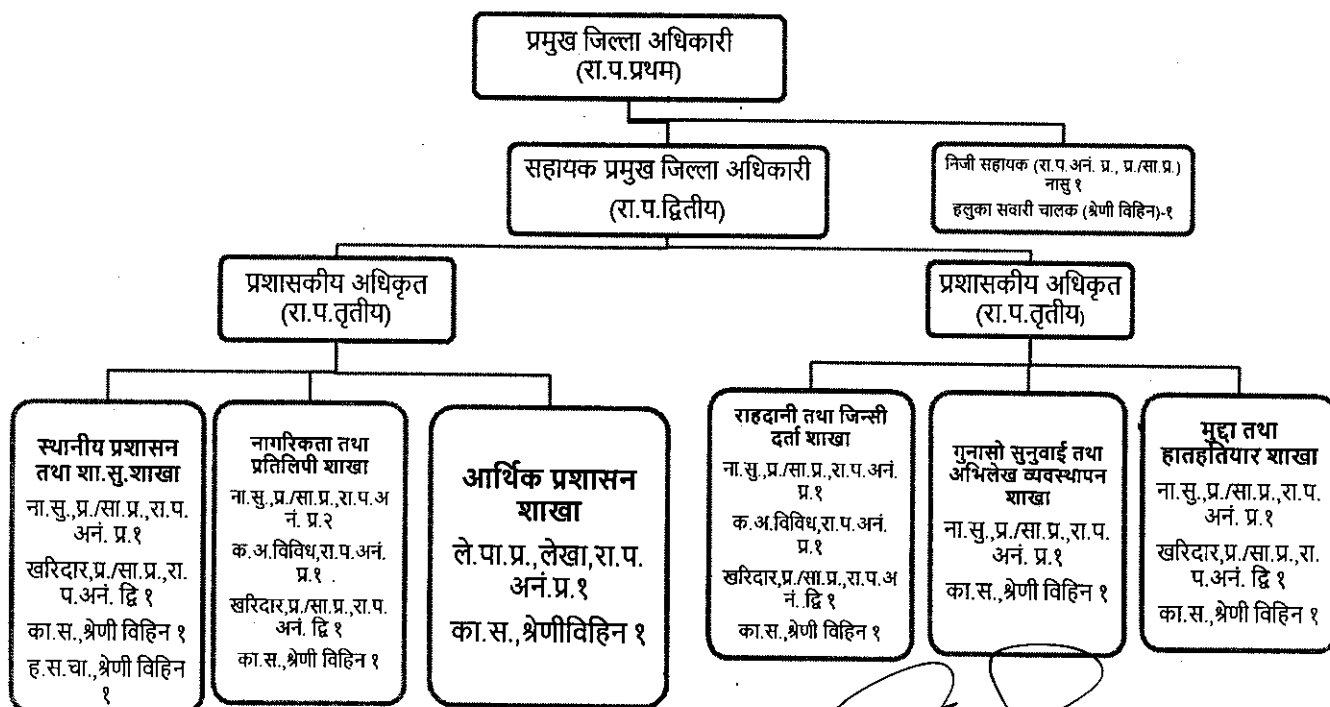 प्रमुख जिल्ला अधिकारी
(रा.प.प्रथम)
सहायक प्रमुख जिल्ला अधिकारी
(रा.प.द्वितीय)
निजी सहायक (रा.प.अनं. प्र., प्र./सा.प्र.)
नासु १
हलुका सवारी चालक (श्रेणी विहिन)-१
प्रशासकीय अधिकृत
(रा.प.तृतीय)
प्रशासकीय अधिकृत
(रा.प.तृतीय)
स्थानीय प्रशासन
तथा शा.सु.शाखा
ना.सु.,प्र./सा.प्र.,रा.प.
अनं. प्र.१
खरिदार,प्र./सा.प्र.,रा.
प.अनं. द्वि १
का.स.,श्रेणी विहिन १
ह.स.चा.,श्रेणी विहिन
१
नागरिकता तथा
प्रतिलिपी शाखा
ना.सु.,प्र./सा.प्र.,रा.प.अ
नं. प्र.२
क.अ.विविध,रा.प.अनं.
प्र.१
खरिदार,प्र./सा.प्र.,रा.प.
अनं. द्वि १
का.स.,श्रेणी विहिन १
आर्थिक प्रशासन
शाखा
ले.पा.प्र.,लेखा,रा.प.
अनं.प्र.१
का.स.,श्रेणीविहिन १
राहदानी तथा जिन्सी
दर्ता शाखा
ना.सु.,प्र./सा.प्र.,रा.प.अनं.
प्र.१
क.अ.विविध,रा.प.अनं.
प्र.१
खरिदार,प्र./सा.प्र.,रा.प.अ
नं..द्वि १
का.स.,श्रेणी विहिन १
गुनासो सुनुवाई तथा
अभिलेख व्यवस्थापन
शाखा
ना.सु.,प्र./सा.प्र.,रा.प.
अनं. प्र.१
का.स.,श्रेणी विहिन १
मुद्दा तथा
हातहतियार शाखा
ना.सु.,प्र./सा.प्र.,रा.प.
अनं. प्र.१
खरिदार,प्र./सा.प्र.,रा.
प.अनं. द्वि १
का.स.,श्रेणी विहिन १